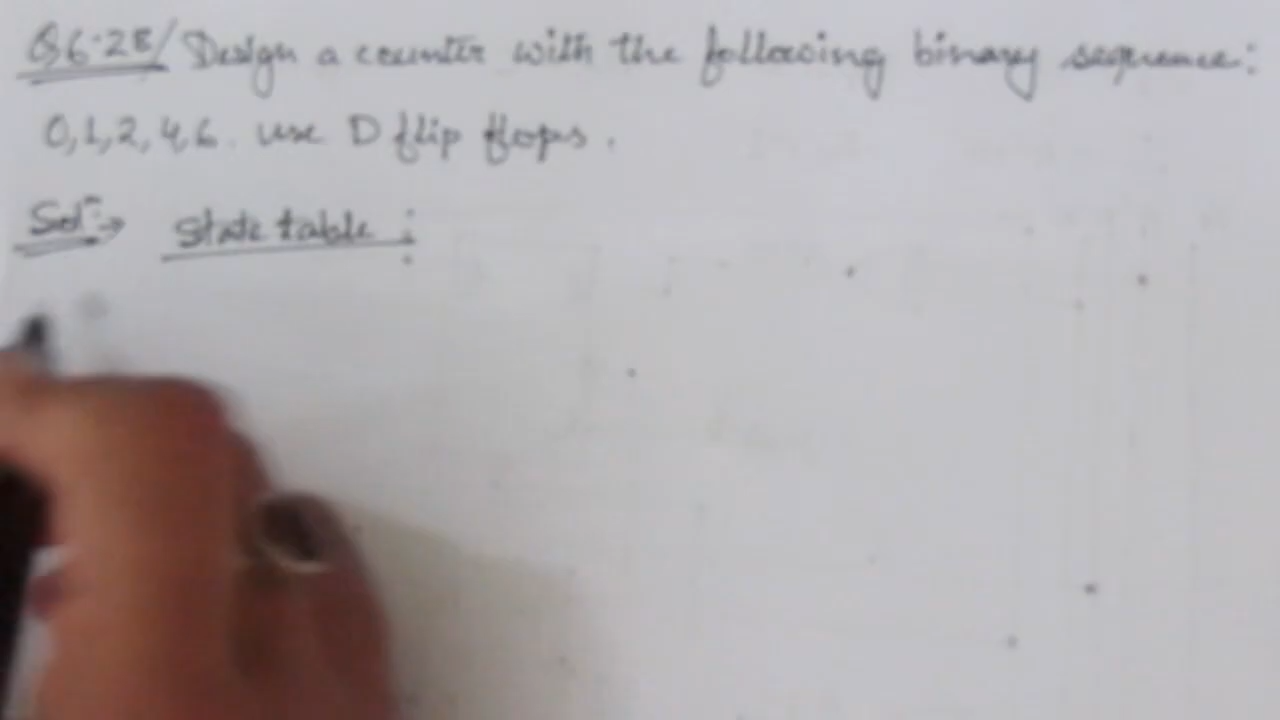 Q6.28/ Design a counter with the following binary sequence:
0,1,2,4,6. use D flip flops.
Solⁿ:→ State table :